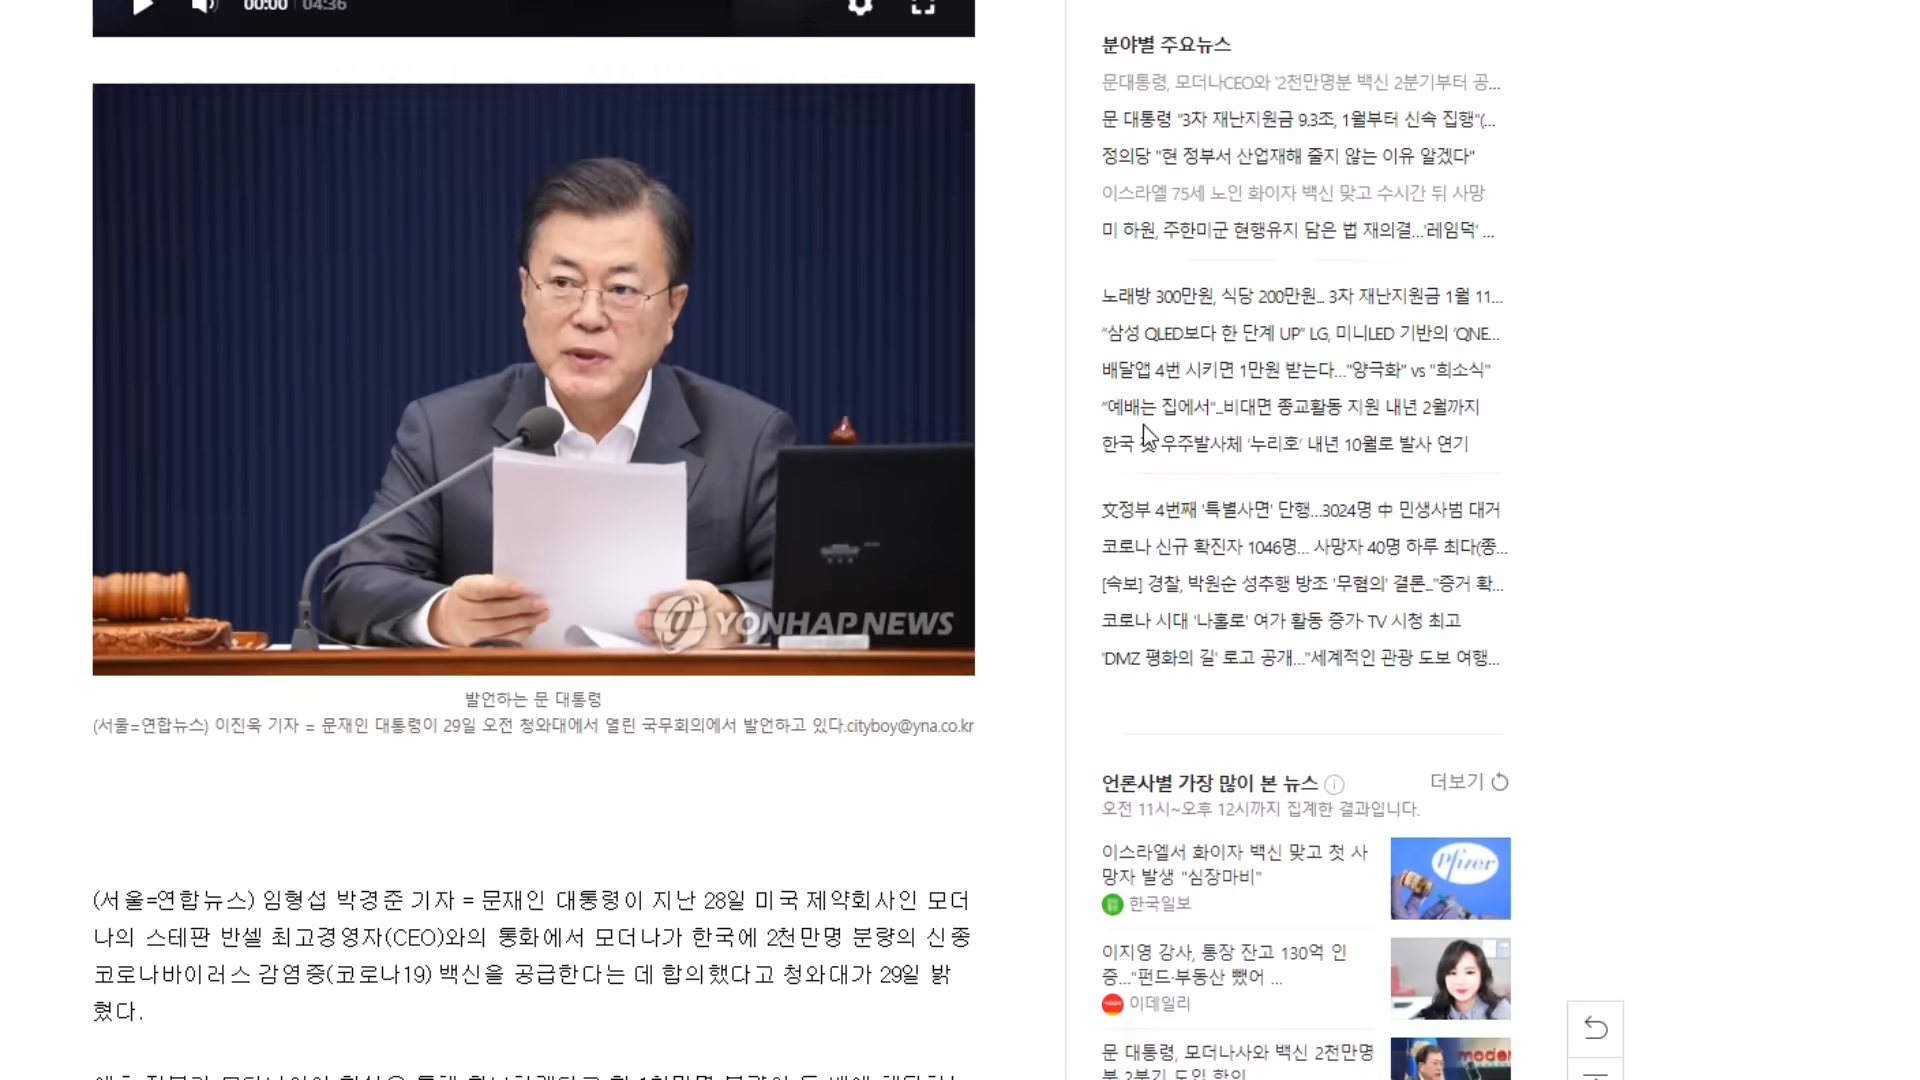 00:00 | 04:36
YONHAP NEWS
발언하는 문 대통령
(서울=연합뉴스) 이진욱 기자 = 문재인 대통령이 29일 오전 청와대에서 열린 국무회의에서 발언하고 있다.cityboy@yna.co.kr
(서울=연합뉴스) 임형섭 박경준 기자 = 문재인 대통령이 지난 28일 미국 제약회사인 모더
나의 스테판 반셀 최고경영자(CEO)와의 통화에서 모더나가 한국에 2천만명 분량의 신종
코로나바이러스 감염증(코로나19) 백신을 공급한다는 데 합의했다고 청와대가 29일 밝
혔다.
분야별 주요뉴스
문대통령, 모더나CEO와 '2천만명분 백신 2분기부터 공...
문 대통령 "3차 재난지원금 9.3조, 1월부터 신속 집행"(...
정의당 "현 정부서 산업재해 줄지 않는 이유 알겠다"
이스라엘 75세 노인 화이자 백신 맞고 수시간 뒤 사망
미 하원, 주한미군 현행유지 담은 법 재의결…'레임덕' ...
노래방 300만원, 식당 200만원... 3차 재난지원금 1월 11...
"삼성 QLED보다 한 단계 UP" LG, 미니LED 기반의 'QNE...
배달앱 4번 시키면 1만원 받는다…"양극화" vs "희소식"
"예배는 집에서"...비대면 종교활동 지원 내년 2월까지
한국 첫 우주발사체 '누리호' 내년 10월로 발사 연기
文정부 4번째 '특별사면' 단행…3024명 中 민생사범 대거
코로나 신규 확진자 1046명... 사망자 40명 하루 최다(종...
[속보] 경찰, 박원순 성추행 방조 '무혐의' 결론..."증거 확...
코로나 시대 '나홀로' 여가 활동 증가· TV 시청 최고
'DMZ 평화의 길' 로고 공개…"세계적인 관광 도보 여행...
언론사별 가장 많이 본 뉴스
더보기
오전 11시~오후 12시까지 집계한 결과입니다.
이스라엘서 화이자 백신 맞고 첫 사
망자 발생 "심장마비"
한국일보
Pfizer
이지영 강사, 통장 잔고 130억 인
증…"펀드·부동산 뺐어 ...
이데일리
문 대통령, 모더나사와 백신 2천만명
분 2분기 도입 합의